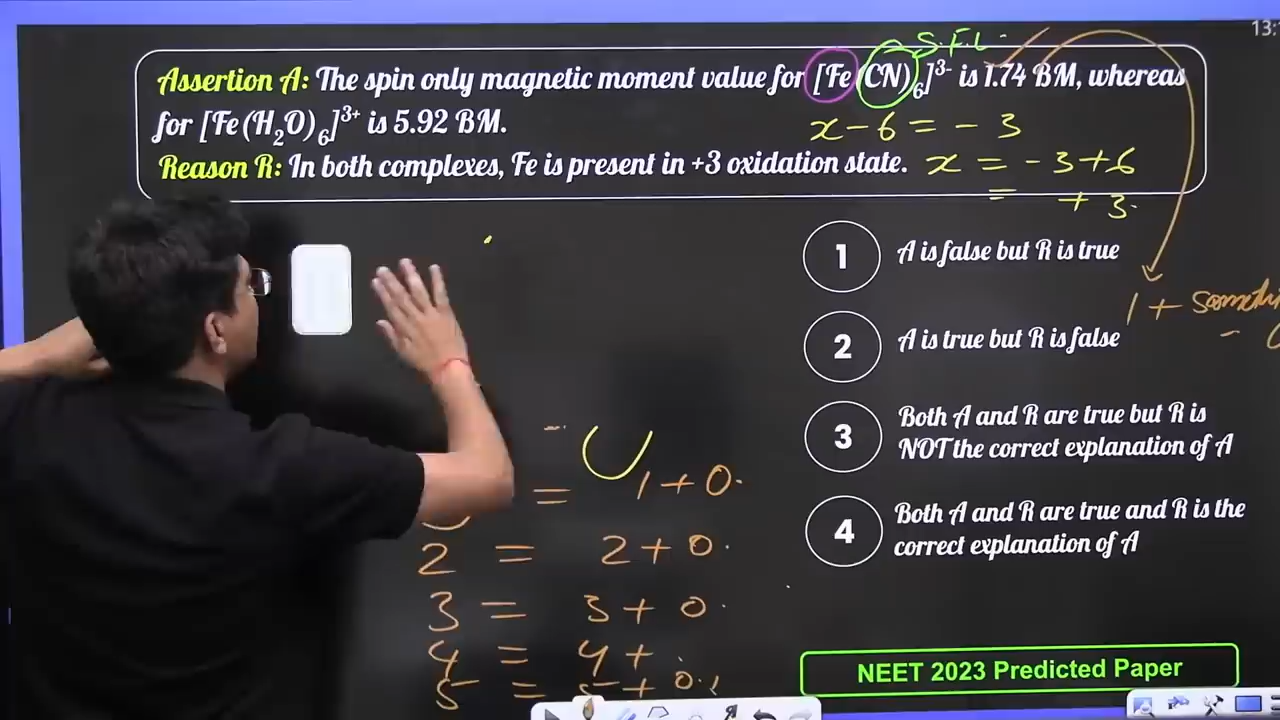 13:
S.F.L.
Assertion A: The spin only magnetic moment value for [Fe(CN)₆]³⁻ is 1.74 BM, whereas
for [Fe(H₂O)₆]³⁺ is 5.92 BM.
x - 6 = - 3
Reason R: In both complexes, Fe is present in +3 oxidation state.
x = - 3 + 6
= + 3.
1 A is false but R is true
1 +
2 A is true but R is false
3 Both A and R are true but R is
NOT the correct explanation of A
4 Both A and R are true and R is the
correct explanation of A
= 1 + 0.
2 = 2 + 0.
3 = 3 + 0.
4 = 4 + .
5 = 5 + 0.
NEET 2023 Predicted Paper